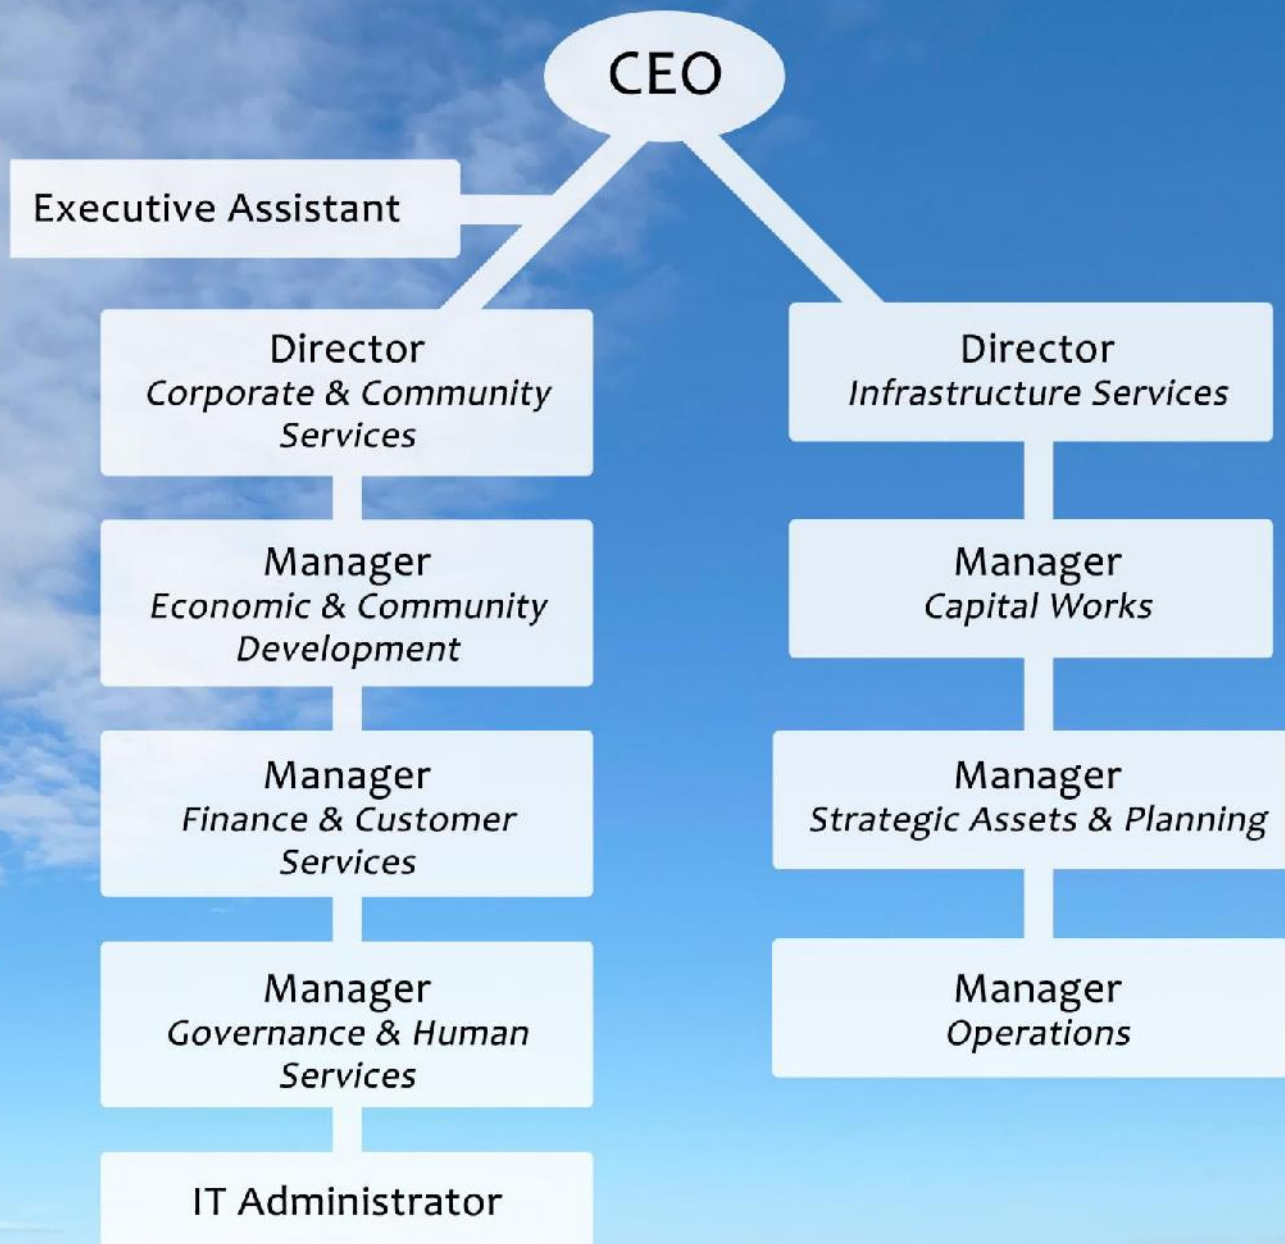 CEO
Executive Assistant
Director
Corporate & Community
Services
Manager
Economic & Community
Development
Manager
Finance & Customer
Services
Manager
Governance & Human
Services
IT Administrator
Director
Infrastructure Services
Manager
Capital Works
Manager
Strategic Assets & Planning
Manager
Operations